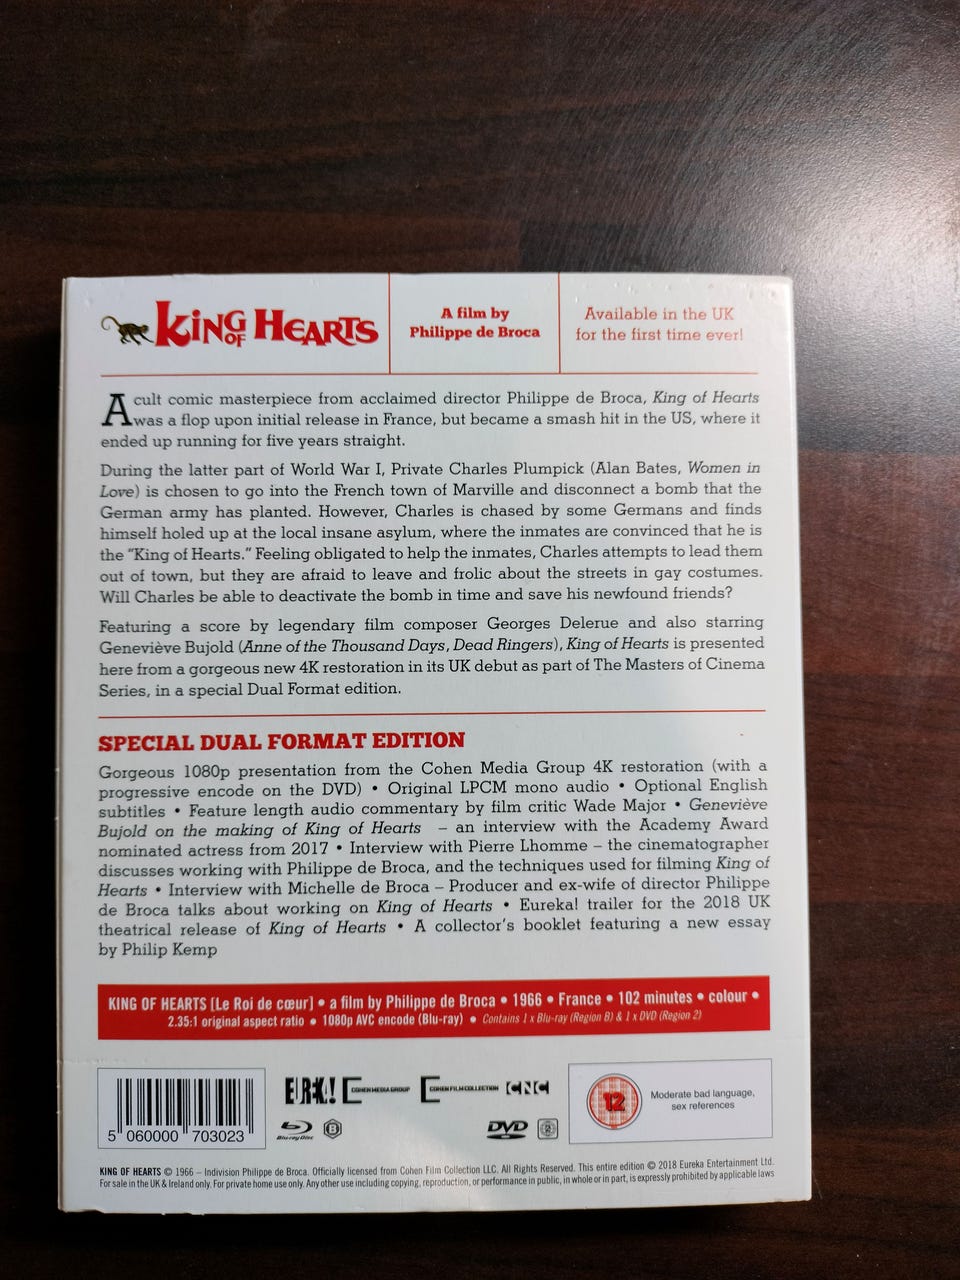 KING OF HEARTS
A film by
Philippe de Broca
Available in the UK
for the first time ever!
A cult comic masterpiece from acclaimed director Philippe de Broca, King of Hearts
was a flop upon initial release in France, but became a smash hit in the US, where it
ended up running for five years straight.
During the latter part of World War I, Private Charles Plumpick (Alan Bates, Women in
Love) is chosen to go into the French town of Marville and disconnect a bomb that the
German army has planted. However, Charles is chased by some Germans and finds
himself holed up at the local insane asylum, where the inmates are convinced that he is
the "King of Hearts." Feeling obligated to help the inmates, Charles attempts to lead them
out of town, but they are afraid to leave and frolic about the streets in gay costumes.
Will Charles be able to deactivate the bomb in time and save his newfound friends?
Featuring a score by legendary film composer Georges Delerue and also starring
Geneviève Bujold (Anne of the Thousand Days, Dead Ringers), King of Hearts is presented
here from a gorgeous new 4K restoration in its UK debut as part of The Masters of Cinema
Series, in a special Dual Format edition.
SPECIAL DUAL FORMAT EDITION
Gorgeous 1080p presentation from the Cohen Media Group 4K restoration (with a
progressive encode on the DVD) • Original LPCM mono audio • Optional English
subtitles • Feature length audio commentary by film critic Wade Major • Geneviève
Bujold on the making of King of Hearts – an interview with the Academy Award
nominated actress from 2017 • Interview with Pierre Lhomme – the cinematographer
discusses working with Philippe de Broca, and the techniques used for filming King of
Hearts • Interview with Michelle de Broca – Producer and ex-wife of director Philippe
de Broca talks about working on King of Hearts • Eureka! trailer for the 2018 UK
theatrical release of King of Hearts • A collector's booklet featuring a new essay
by Philip Kemp
KING OF HEARTS [Le Roi de cœur] • a film by Philippe de Broca • 1966 • France • 102 minutes • colour •
2.35:1 original aspect ratio • 1080p AVC encode (Blu-ray) • Contains 1 x Blu-ray (Region B) & 1 x DVD (Region 2)
EUREKA! COHEN MEDIA GROUP COHEN FILM COLLECTION CNC
Blu-ray Disc B DVD 2
12
Moderate bad language,
sex references
5 060000 703023
KING OF HEARTS © 1966 – Indivision Philippe de Broca. Officially licensed from Cohen Film Collection LLC. All Rights Reserved. This entire edition © 2018 Eureka Entertainment Ltd.
For sale in the UK & Ireland only. For private home use only. Any other use including copying, reproduction, or performance in public, in whole or in part, is expressly prohibited by applicable laws